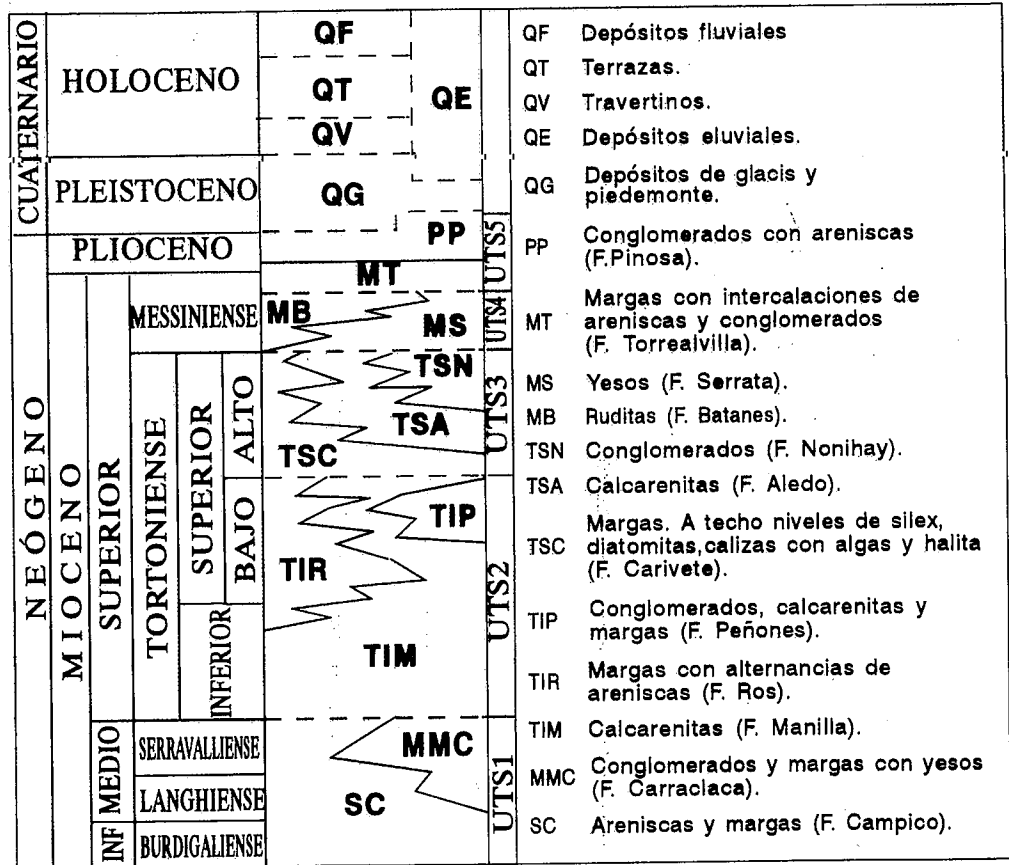 CUATERNARIO
HOLOCENO
PLEISTOCENO
NEÓGENO
PLIOCENO
MIOCENO
SUPERIOR
MESSINIENSE
TORTONIENSE
SUPERIOR
ALTO
BAJO
INFERIOR
MEDIO
SERRAVALLIENSE
LANGHIENSE
INF
BURDIGALIENSE
QF
QT
QE
QV
QG
PP
MT
MB
MS
TSN
TSA
TSC
TIP
TIR
TIM
MMC
SC
UTS5
UTS4
UTS3
UTS2
UTS1
QF Depósitos fluviales
QT Terrazas.
QV Travertinos.
QE Depósitos eluviales.
QG Depósitos de glacis y
piedemonte.
PP Conglomerados con areniscas
(F.Pinosa).
MT Margas con intercalaciones de
areniscas y conglomerados
(F. Torrealvilla).
MS Yesos (F. Serrata).
MB Ruditas (F. Batanes).
TSN Conglomerados (F. Nonihay).
TSA Calcarenitas (F. Aledo).
TSC Margas. A techo niveles de silex,
diatomitas,calizas con algas y halita
(F. Carivete).
TIP Conglomerados, calcarenitas y
margas (F. Peñones).
TIR Margas con alternancias de
areniscas (F. Ros).
TIM Calcarenitas (F. Manilla).
MMC Conglomerados y margas con yesos
(F. Carraclaca).
SC Areniscas y margas (F. Campico).